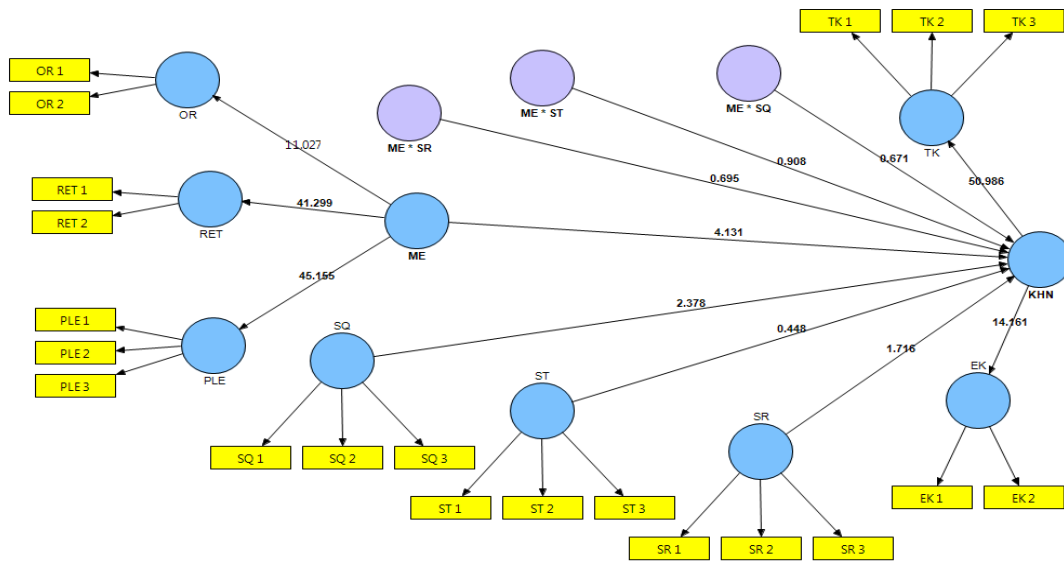 TK 1
TK 2
TK 3
OR 1
OR 2
OR
ME * SR
ME * ST
ME * SQ
TK
11.027
0.908
0.695
0.671
50.986
RET 1
RET 2
RET
41.299
ME
4.131
KHN
45.155
2.378
0.448
1.716
14.161
PLE 1
PLE 2
PLE 3
PLE
SQ
ST
SR
EK
SQ 1
SQ 2
SQ 3
ST 1
ST 2
ST 3
SR 1
SR 2
SR 3
EK 1
EK 2